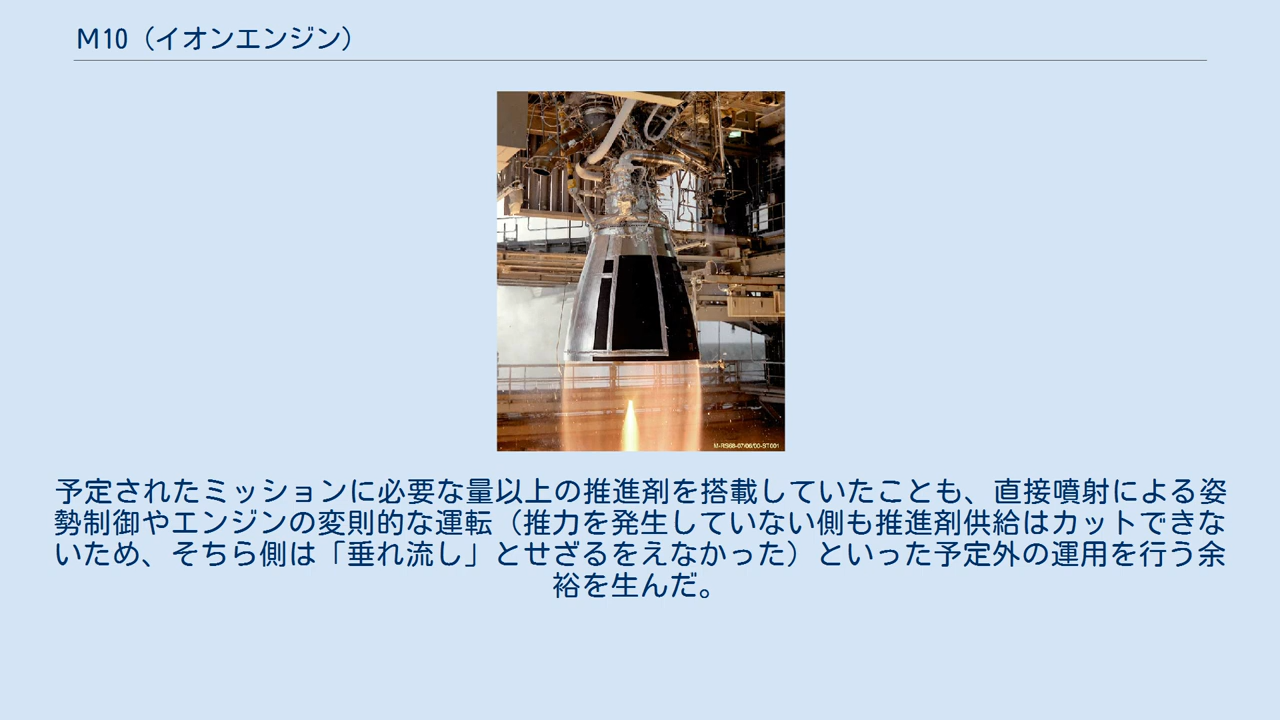 M10（イオンエンジン）
M-RS68-07/06/00-ST001
予定されたミッションに必要な量以上の推進剤を搭載していたことも、直接噴射による姿
勢制御やエンジンの変則的な運転（推力を発生していない側も推進剤供給はカットできな
いため、そちら側は「垂れ流し」とせざるをえなかった）といった予定外の運用を行う余
裕を生んだ。